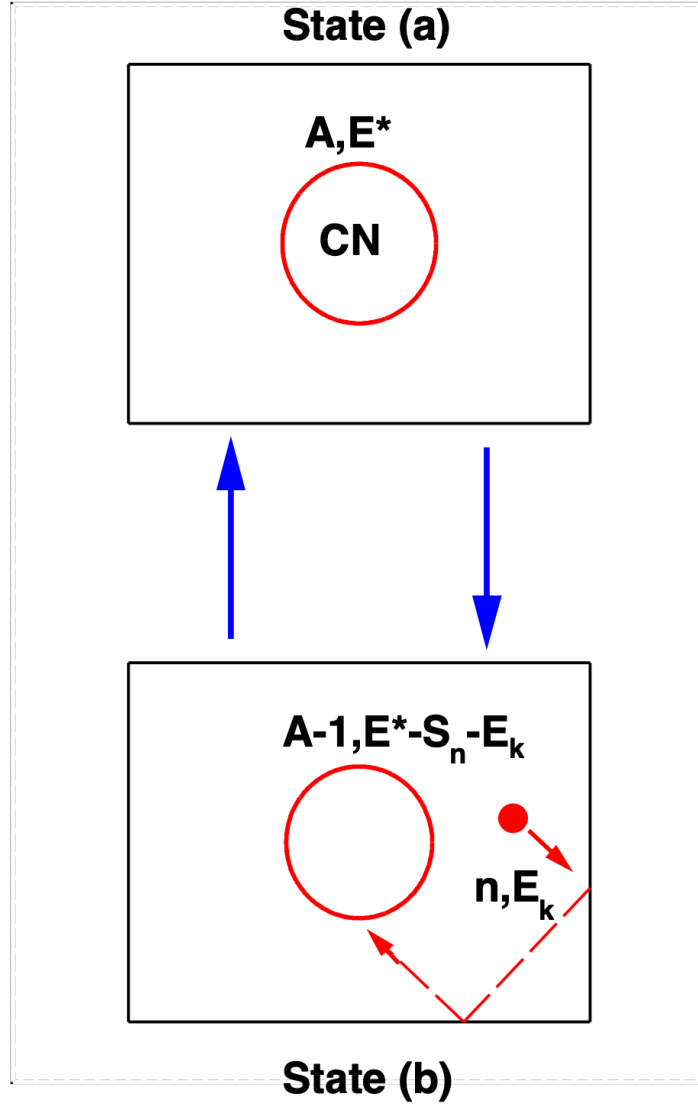 State (a)
A,E*
CN
A-1,E*-Sₙ-Eₖ
n,Eₖ
State (b)